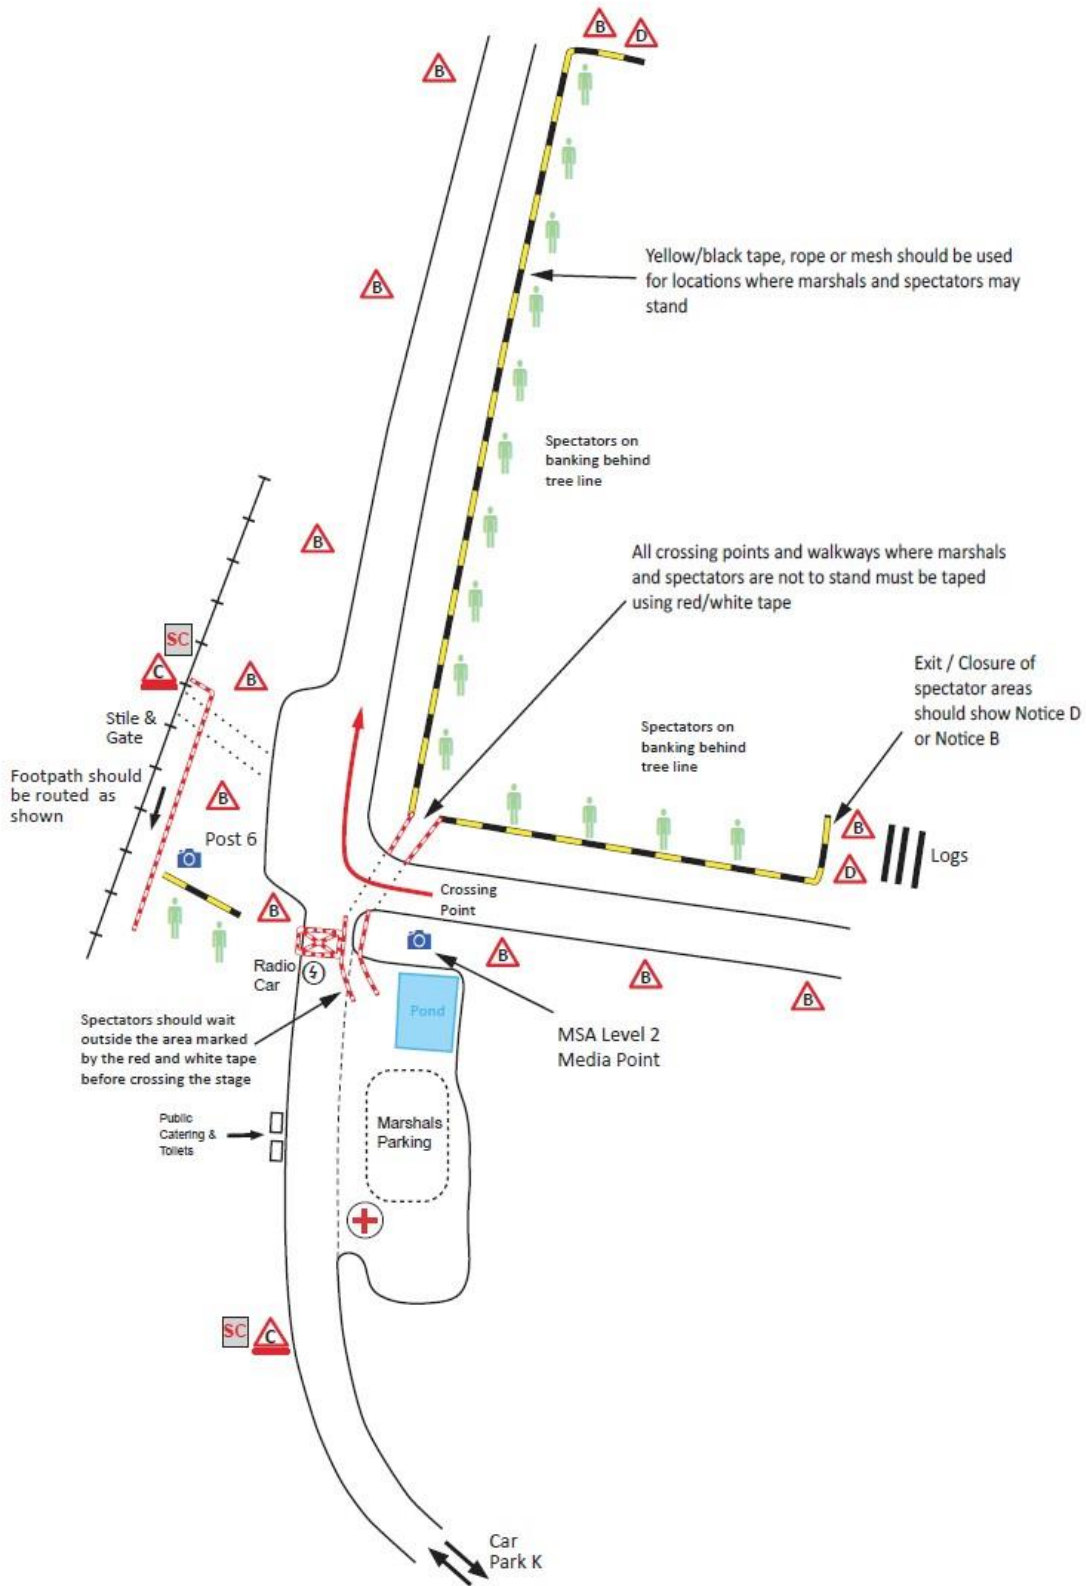 B
D
B
Yellow/black tape, rope or mesh should be used
for locations where marshals and spectators may
stand
B
Spectators on
banking behind
tree line
B
All crossing points and walkways where marshals
and spectators are not to stand must be taped
using red/white tape
SC
C
B
Exit / Closure of
spectator areas
should show Notice D
or Notice B
Stile &
Gate
Spectators on
banking behind
tree line
Footpath should
be routed as
shown
B
Post 6
B
D
Logs
Crossing
Point
B
B
B
B
Radio
Car
Pond
Spectators should wait
outside the area marked
by the red and white tape
before crossing the stage
MSA Level 2
Media Point
Public
Catering &
Toilets
Marshals
Parking
SC
C
Car
Park K